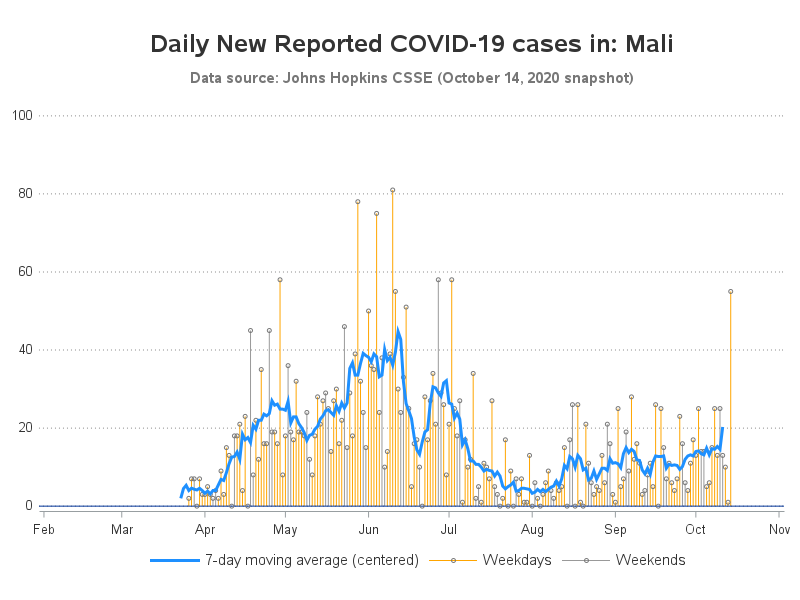 Daily New Reported COVID-19 cases in: Mali
Data source: Johns Hopkins CSSE (October 14, 2020 snapshot)
100
80
60
40
20
0
Feb Mar Apr May Jun Jul Aug Sep Oct Nov
7-day moving average (centered) Weekdays Weekends